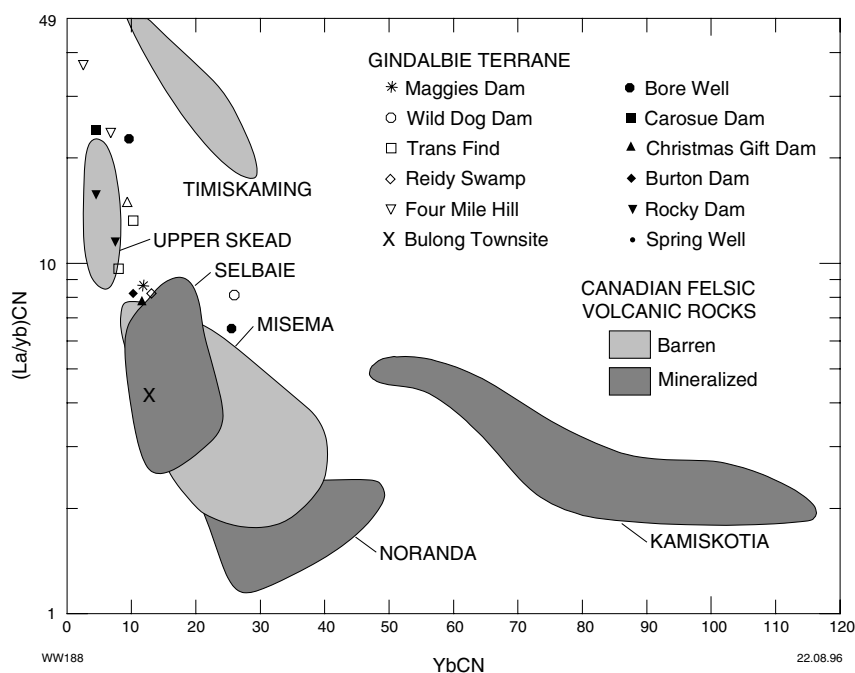 49
10
1
(La/yb)CN
0 10 20 30 40 50 60 70 80 90 100 110 120
YbCN
GINDALBIE TERRANE
Maggies Dam
Wild Dog Dam
Trans Find
Reidy Swamp
Four Mile Hill
X Bulong Townsite
Bore Well
Carosue Dam
Christmas Gift Dam
Burton Dam
Rocky Dam
Spring Well
CANADIAN FELSIC
VOLCANIC ROCKS
Barren
Mineralized
TIMISKAMING
UPPER SKEAD
SELBAIE
MISEMA
X
NORANDA
KAMISKOTIA
WW188
22.08.96